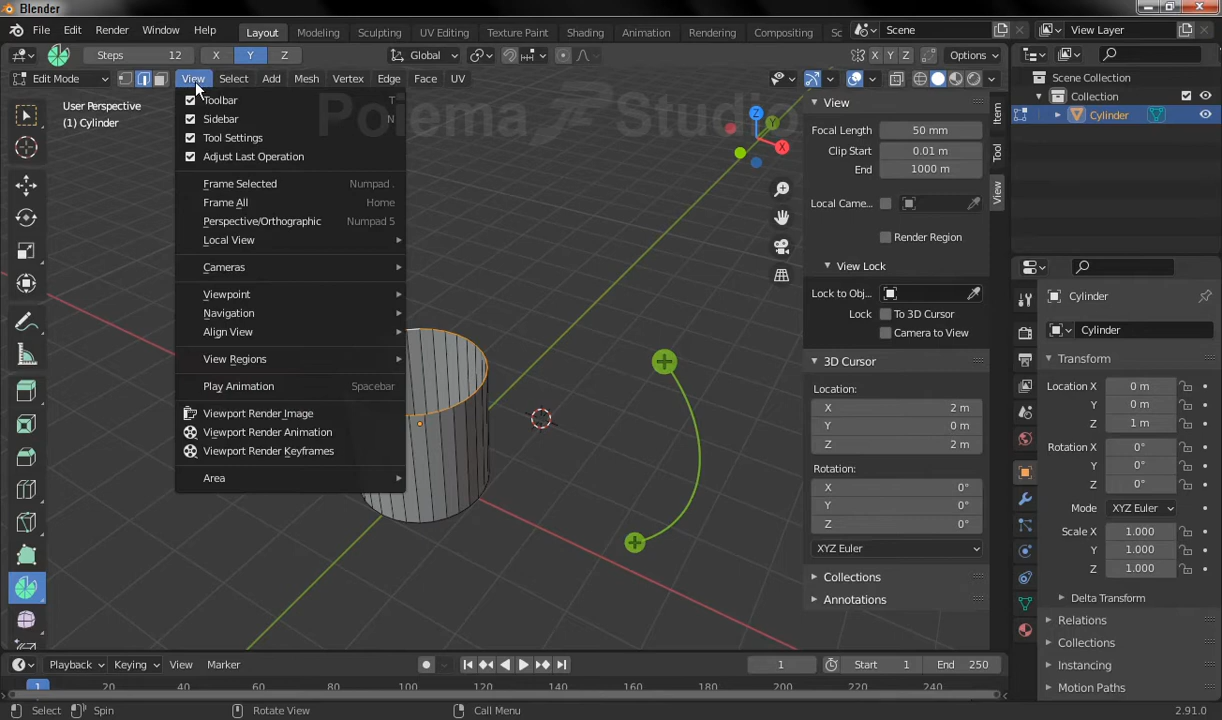 Blender
File Edit Render Window Help Layout Modeling Sculpting UV Editing Texture Paint Shading Animation Rendering Compositing Sc Scene View Layer
Steps 12 X Y Z Global X Y Z Options
Edit Mode View Select Add Mesh Vertex Edge Face UV
Scene Collection
Collection
Cylinder
User Perspective
(1) Cylinder
Polema Studio
Toolbar T
Sidebar N
Tool Settings
Adjust Last Operation
Frame Selected Numpad .
Frame All Home
Perspective/Orthographic Numpad 5
Local View
Cameras
Viewpoint
Navigation
Align View
View Regions
Play Animation Spacebar
Viewport Render Image
Viewport Render Animation
Viewport Render Keyframes
Area
Z
Y
X
View
Focal Length 50 mm
Clip Start 0.01 m
End 1000 m
Local Came...
Render Region
View Lock
Lock to Obj...
Lock To 3D Cursor
Camera to View
3D Cursor
Location:
X 2 m
Y 0 m
Z 2 m
Rotation:
X 0°
Y 0°
Z 0°
XYZ Euler
Collections
Annotations
Item
Tool
View
Cylinder
Cylinder
Transform
Location X 0 m
Y 0 m
Z 1 m
Rotation X 0°
Y 0°
Z 0°
Mode XYZ Euler
Scale X 1.000
Y 1.000
Z 1.000
Delta Transform
Relations
Collections
Instancing
Motion Paths
Playback Keying View Marker 1 Start 1 End 250
1 20 40 60 80 100 120 140 160 180 200 220 240
Select Spin Rotate View Call Menu 2.91.0